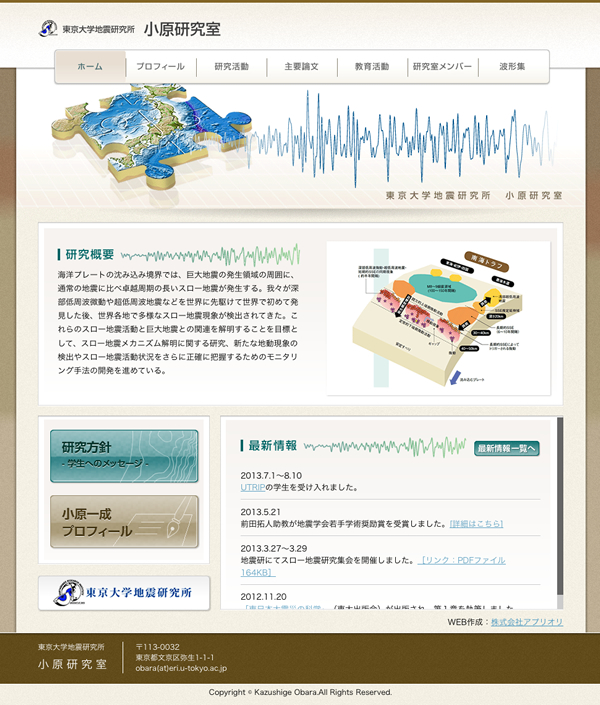 東京大学地震研究所 小原研究室
ホーム プロフィール 研究活動 主要論文 教育活動 研究室メンバー 波形集
東京大学地震研究所 小原研究室
研究概要
海洋プレートの沈み込み境界では、巨大地震の発生領域の周囲に、
通常の地震に比べ卓越周期の長いスロー地震が発生する。我々が深
部低周波微動や超低周波地震などを世界に先駆けて世界で初めて発
見した後、世界各地で多様なスロー地震現象が検出されてきた。こ
れらのスロー地震活動と巨大地震との関連を解明することを目標と
して、スロー地震メカニズム解明に関する研究、新たな地動現象の
検出やスロー地震活動状況をさらに正確に把握するためのモニタリ
ング手法の開発を進めている。
南海トラフ
30~40km
40~50km
沈み込むプレート
研究方針
- 学生へのメッセージ -
小原一成
プロフィール
東京大学地震研究所
最新情報
最新情報一覧へ
2013.7.1〜8.10
UTRIPの学生を受け入れました。
2013.5.21
前田拓人助教が地震学会若手学術奨励賞を受賞しました。[詳細はこちら]
2013.3.27〜3.29
地震研にてスロー地震研究集会を開催しました。［リンク：PDFファイル
164KB］
2012.11.20
WEB作成：株式会社アプリオリ
東京大学地震研究所
小原研究室
〒113-0032
東京都文京区弥生1-1-1
obara(at)eri.u-tokyo.ac.jp
Copyright © Kazushige Obara.All Rights Reserved.